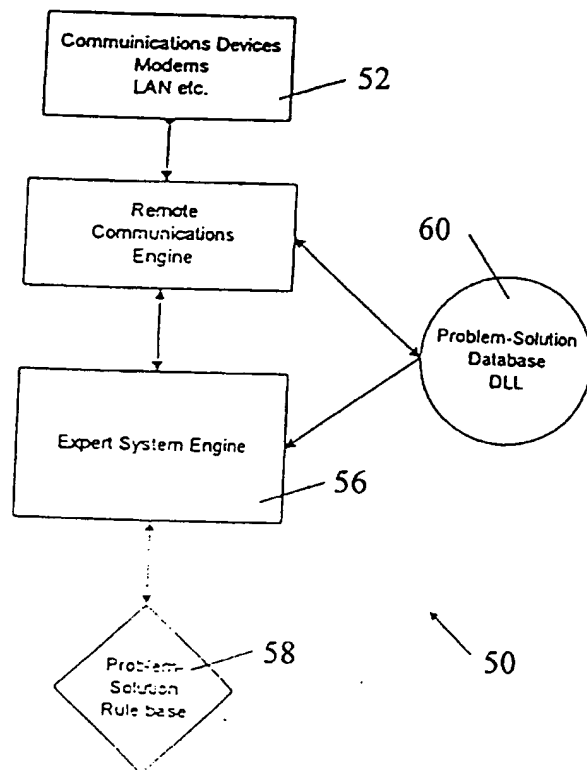 Commuinications Devices
Modems
LAN etc.
52
Remote
Communications
Engine
60
Problem-Solution
Database
DLL
Expert System Engine
56
58
Problem-
Solution
Rule base
50